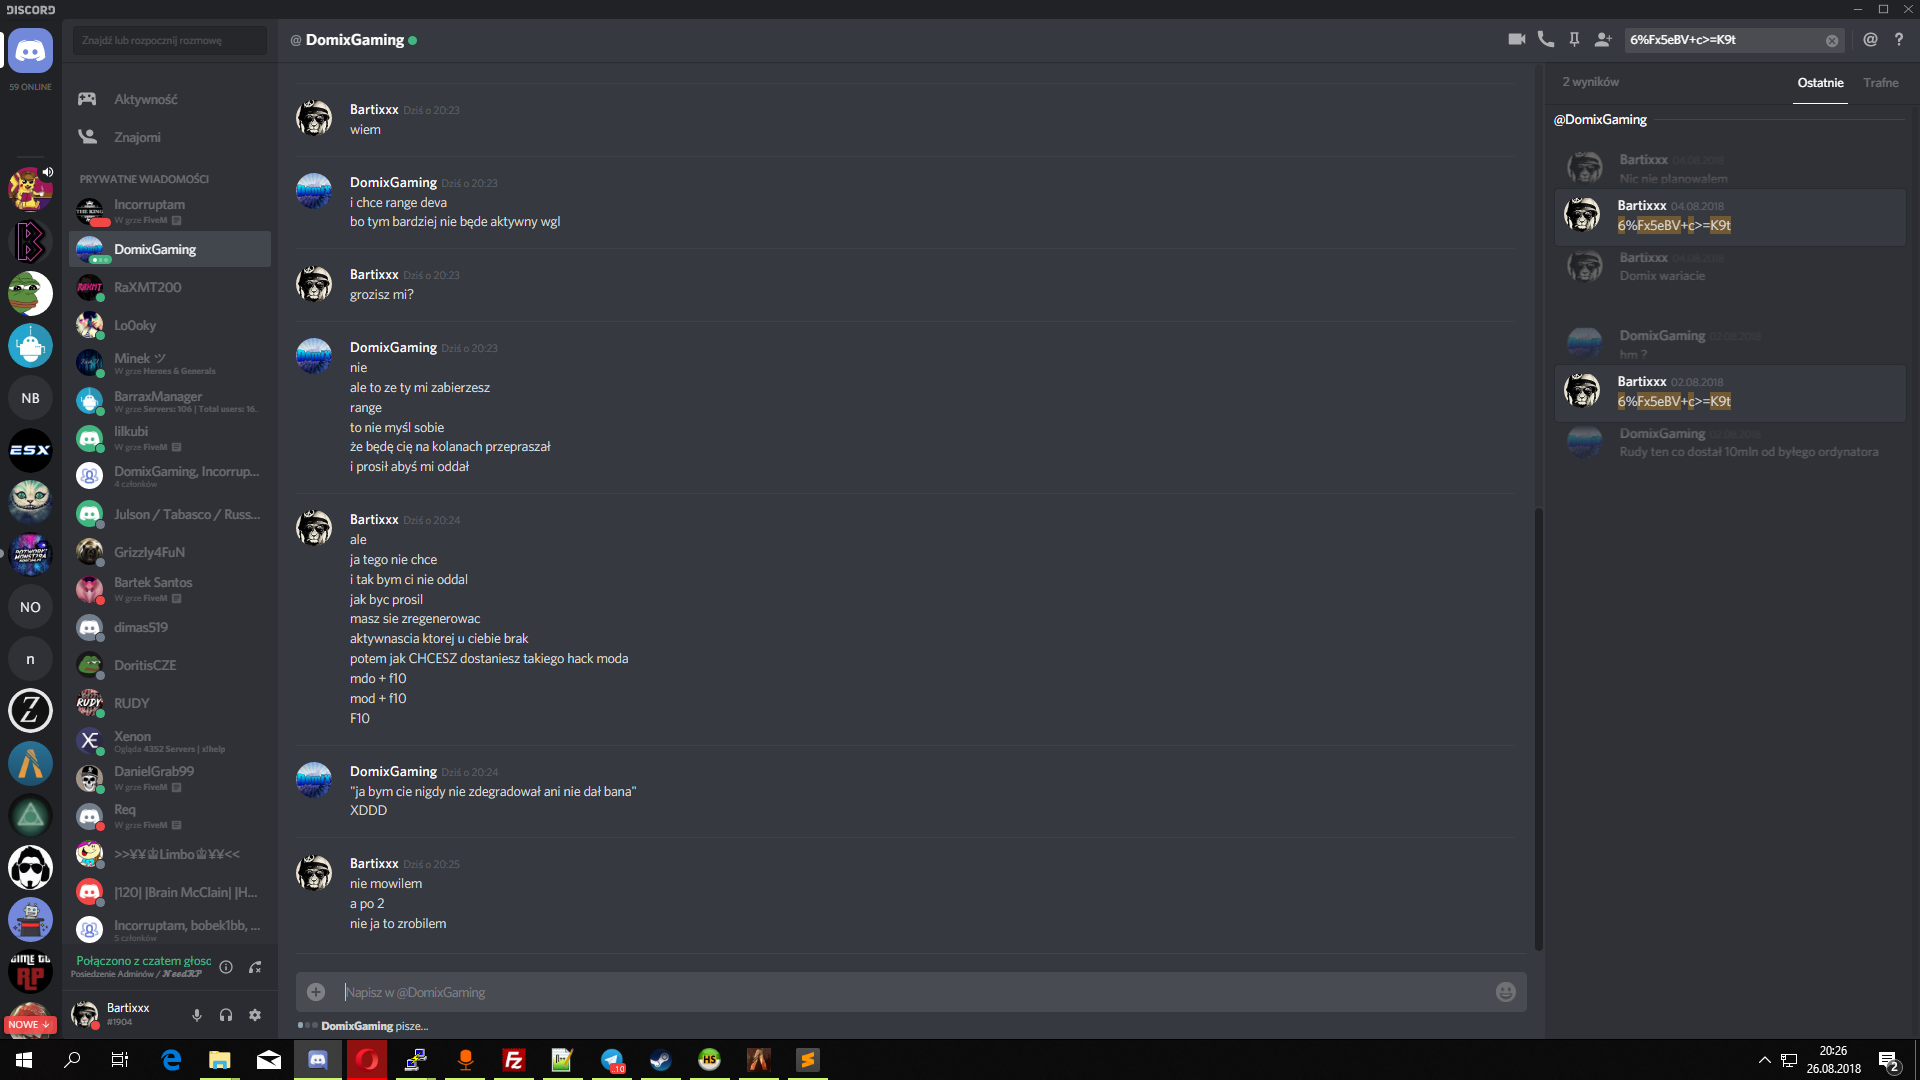 DISCORD
59 ONLINE
NB
ESX
NO
n
Z
RP
NOWE ↓
Znajdź lub rozpocznij rozmowę
Aktywność
Znajomi
PRYWATNE WIADOMOŚCI
Incorruptam
W grze FiveM
DomixGaming
RaXMT200
Lo0oky
Minek ツ
W grze Heroes & Generals
BarraxManager
W grze Servers: 106 | Total users: 16..
lilkubi
W grze FiveM
DomixGaming, Incorrup...
4 członków
Julson / Tabasco / Russ...
Grizzly4FuN
Bartek Santos
W grze FiveM
dimas519
DoritisCZE
RUDY
Xenon
Ogląda 4352 Servers | x!help
DanielGrab99
W grze FiveM
Req
W grze FiveM
>>¥¥♔Limbo♔¥¥<<
|120| |Brain McClain| |H...
Incorruptam, bobek1bb, ...
5 członków
Połączono z czatem głosc
Posiedzenie Adminów / NeedRP
Bartixxx
#1904
@ DomixGaming
Bartixxx Dziś o 20:23
wiem
DomixGaming Dziś o 20:23
i chce range deva
bo tym bardziej nie będe aktywny wgl
Bartixxx Dziś o 20:23
grozisz mi?
DomixGaming Dziś o 20:23
nie
ale to ze ty mi zabierzesz
range
to nie myśl sobie
że będę cię na kolanach przepraszał
i prosił abyś mi oddał
Bartixxx Dziś o 20:24
ale
ja tego nie chce
i tak bym ci nie oddal
jak byc prosil
masz sie zregenerowac
aktywnascia ktorej u ciebie brak
potem jak CHCESZ dostaniesz takiego hack moda
mdo + f10
mod + f10
F10
DomixGaming Dziś o 20:24
"ja bym cie nigdy nie zdegradował ani nie dał bana"
XDDD
Bartixxx Dziś o 20:25
nie mowilem
a po 2
nie ja to zrobilem
Napisz w @DomixGaming
DomixGaming pisze...
6%Fx5eBV+c>=K9t
2 wyników
Ostatnie
Trafne
@DomixGaming
Bartixxx 04.08.2018
Nic nie planowalem
Bartixxx 04.08.2018
6%Fx5eBV+c>=K9t
Bartixxx 04.08.2018
Domix wariacie
DomixGaming 02.08.2018
hm ?
Bartixxx 02.08.2018
6%Fx5eBV+c>=K9t
DomixGaming 02.08.2018
Rudy ten co dostał 10mln od byłego ordynatora
20:26
26.08.2018
2